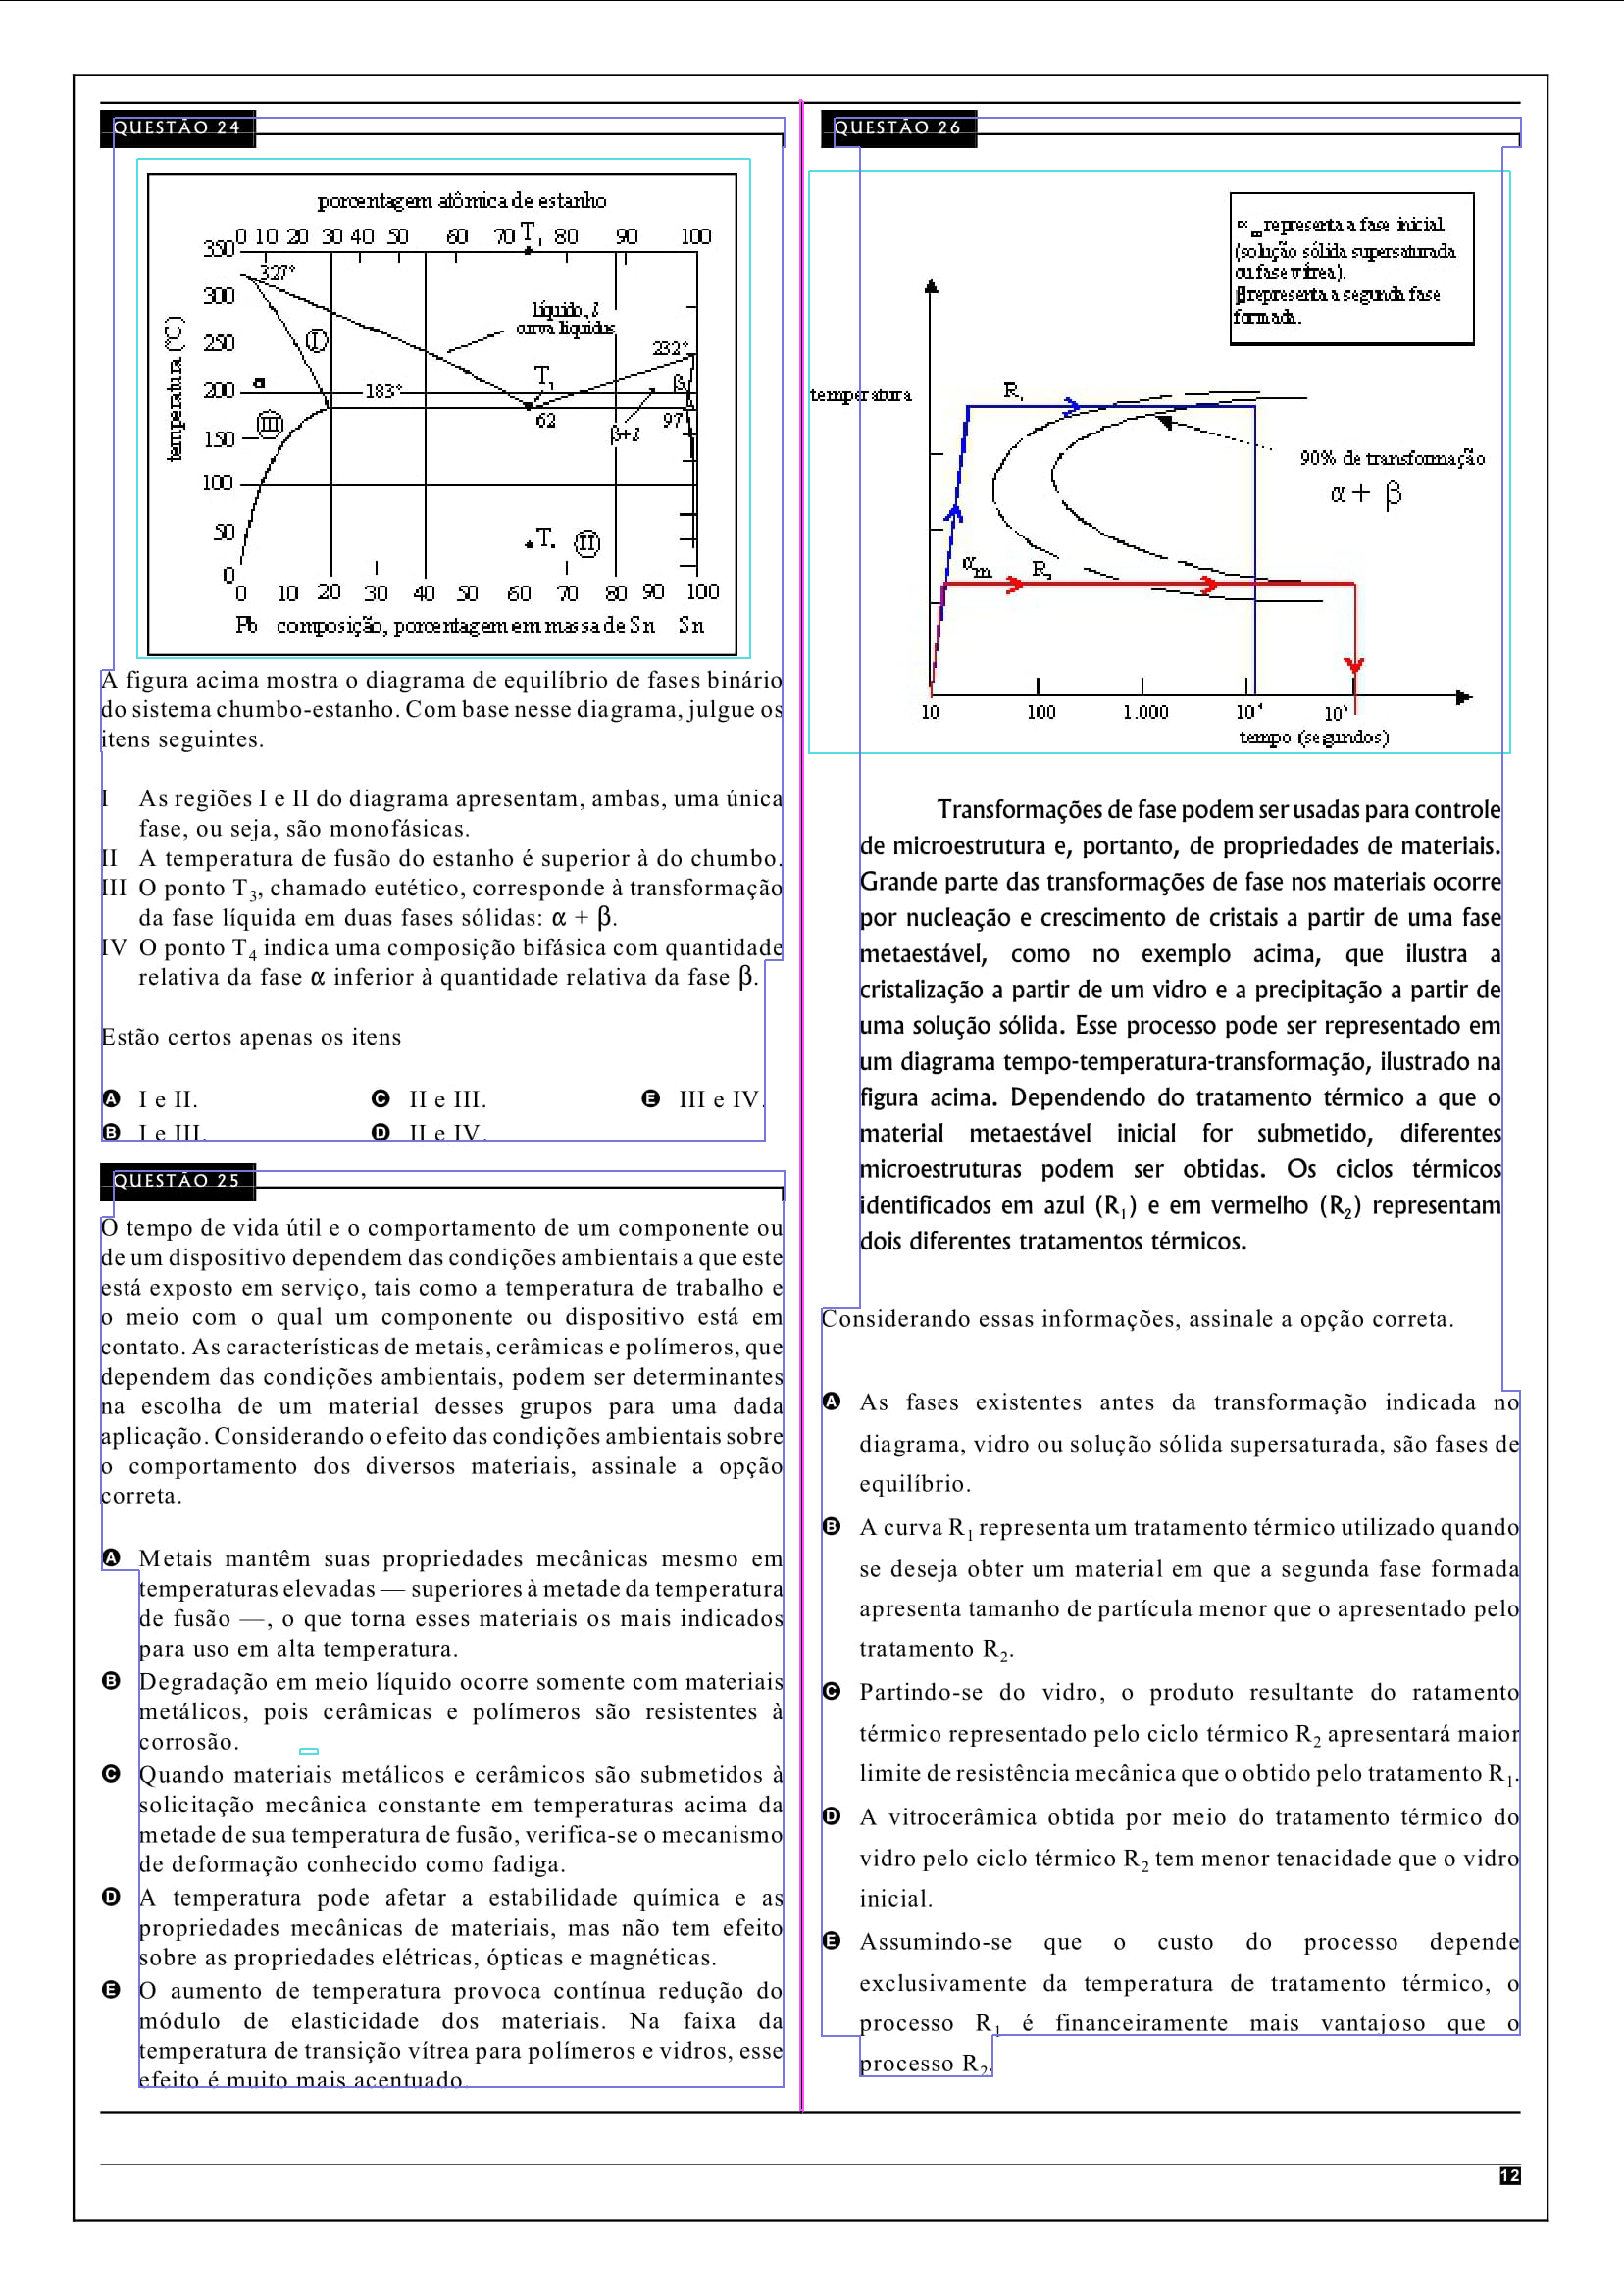 QUESTÃO 24
porcentagem atômica de estanho
0 10 20 30 40 50 60 70 T1 80 90 100
350
327°
300
líquido, l
curva liquidus
I
250
232°
temperatura (°C)
T3
β
α
200
183°
III
62
β+l
97
150
100
50
T4
II
0
0 10 20 30 40 50 60 70 80 90 100
Pb composição, porcentagem em massa de Sn Sn
A figura acima mostra o diagrama de equilíbrio de fases binário
do sistema chumbo-estanho. Com base nesse diagrama, julgue os
itens seguintes.
I As regiões I e II do diagrama apresentam, ambas, uma única
fase, ou seja, são monofásicas.
II A temperatura de fusão do estanho é superior à do chumbo.
III O ponto T3, chamado eutético, corresponde à transformação
da fase líquida em duas fases sólidas: α + β.
IV O ponto T4 indica uma composição bifásica com quantidade
relativa da fase α inferior à quantidade relativa da fase β.
Estão certos apenas os itens
A I e II. C II e III. E III e IV.
B I e III. D II e IV.
QUESTÃO 25
O tempo de vida útil e o comportamento de um componente ou
de um dispositivo dependem das condições ambientais a que este
está exposto em serviço, tais como a temperatura de trabalho e
o meio com o qual um componente ou dispositivo está em
contato. As características de metais, cerâmicas e polímeros, que
dependem das condições ambientais, podem ser determinantes
na escolha de um material desses grupos para uma dada
aplicação. Considerando o efeito das condições ambientais sobre
o comportamento dos diversos materiais, assinale a opção
correta.
A Metais mantêm suas propriedades mecânicas mesmo em
temperaturas elevadas — superiores à metade da temperatura
de fusão —, o que torna esses materiais os mais indicados
para uso em alta temperatura.
B Degradação em meio líquido ocorre somente com materiais
metálicos, pois cerâmicas e polímeros são resistentes à
corrosão.
C Quando materiais metálicos e cerâmicos são submetidos à
solicitação mecânica constante em temperaturas acima da
metade de sua temperatura de fusão, verifica-se o mecanismo
de deformação conhecido como fadiga.
D A temperatura pode afetar a estabilidade química e as
propriedades mecânicas de materiais, mas não tem efeito
sobre as propriedades elétricas, ópticas e magnéticas.
E O aumento de temperatura provoca contínua redução do
módulo de elasticidade dos materiais. Na faixa da
temperatura de transição vítrea para polímeros e vidros, esse
efeito é muito mais acentuado.
QUESTÃO 26
αm representa a fase inicial
(solução sólida supersaturada
ou fase vítrea).
β representa a segunda fase
formada.
temperatura
R1
90% de transformação
α + β
αm
R2
10 100 1.000 10⁴ 10⁵
tempo (segundos)
Transformações de fase podem ser usadas para controle
de microestrutura e, portanto, de propriedades de materiais.
Grande parte das transformações de fase nos materiais ocorre
por nucleação e crescimento de cristais a partir de uma fase
metaestável, como no exemplo acima, que ilustra a
cristalização a partir de um vidro e a precipitação a partir de
uma solução sólida. Esse processo pode ser representado em
um diagrama tempo-temperatura-transformação, ilustrado na
figura acima. Dependendo do tratamento térmico a que o
material metaestável inicial for submetido, diferentes
microestruturas podem ser obtidas. Os ciclos térmicos
identificados em azul (R1) e em vermelho (R2) representam
dois diferentes tratamentos térmicos.
Considerando essas informações, assinale a opção correta.
A As fases existentes antes da transformação indicada no
diagrama, vidro ou solução sólida supersaturada, são fases de
equilíbrio.
B A curva R1 representa um tratamento térmico utilizado quando
se deseja obter um material em que a segunda fase formada
apresenta tamanho de partícula menor que o apresentado pelo
tratamento R2.
C Partindo-se do vidro, o produto resultante do ratamento
térmico representado pelo ciclo térmico R2 apresentará maior
limite de resistência mecânica que o obtido pelo tratamento R1.
D A vitrocerâmica obtida por meio do tratamento térmico do
vidro pelo ciclo térmico R2 tem menor tenacidade que o vidro
inicial.
E Assumindo-se que o custo do processo depende
exclusivamente da temperatura de tratamento térmico, o
processo R1 é financeiramente mais vantajoso que o
processo R2.
12